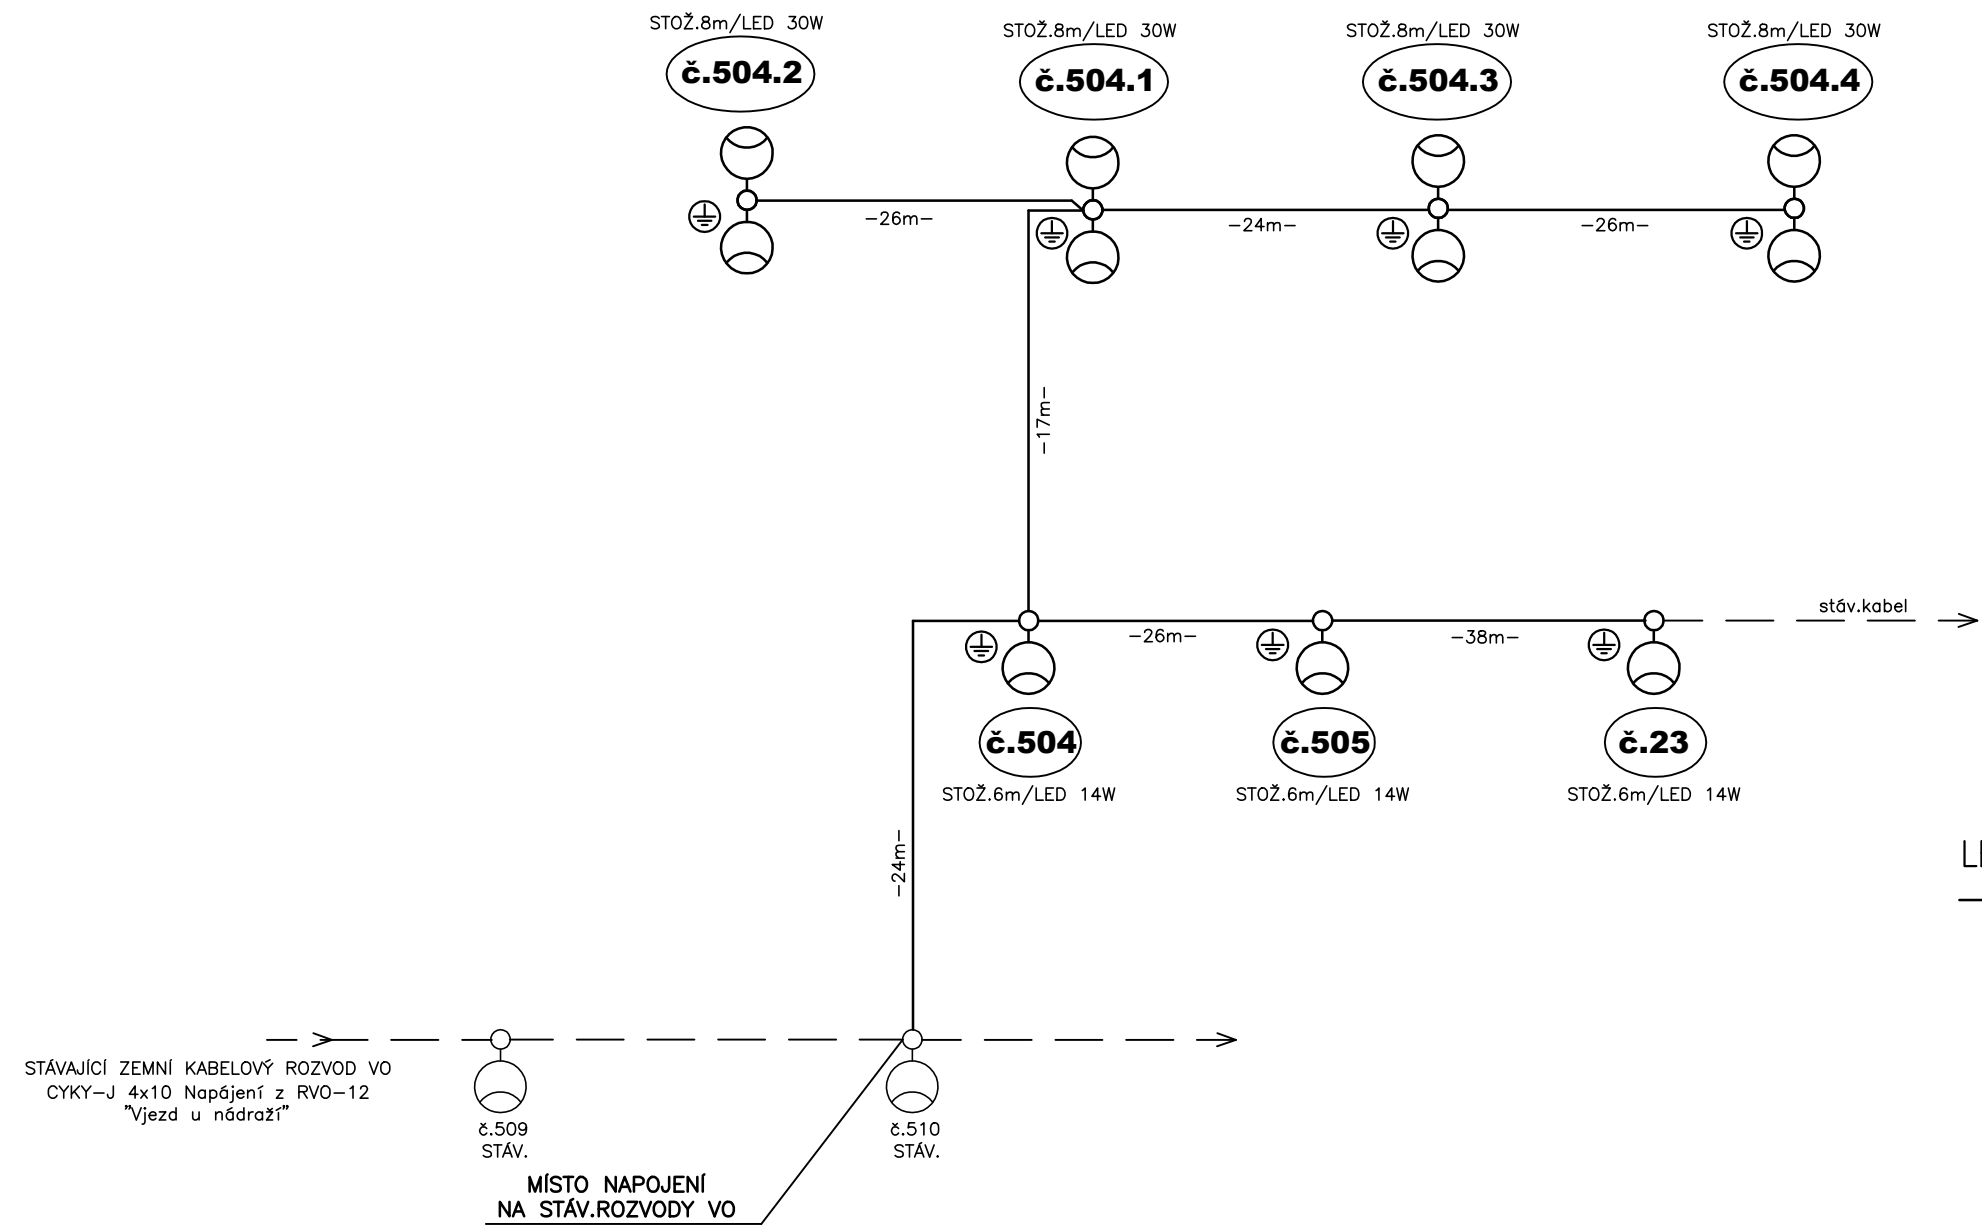 STOŽ.8m/LED 30W
č.504.2
STOŽ.8m/LED 30W
č.504.1
STOŽ.8m/LED 30W
č.504.3
STOŽ.8m/LED 30W
č.504.4
-26m-
-24m-
-26m-
-17m-
stáv.kabel
-26m-
-38m-
č.504
STOŽ.6m/LED 14W
č.505
STOŽ.6m/LED 14W
č.23
STOŽ.6m/LED 14W
-24m-
STÁVAJÍCÍ ZEMNÍ KABELOVÝ ROZVOD VO
CYKY-J 4x10 Napájení z RVO-12
"Vjezd u nádraží"
č.509
STÁV.
č.510
STÁV.
MÍSTO NAPOJENÍ
NA STÁV.ROZVODY VO